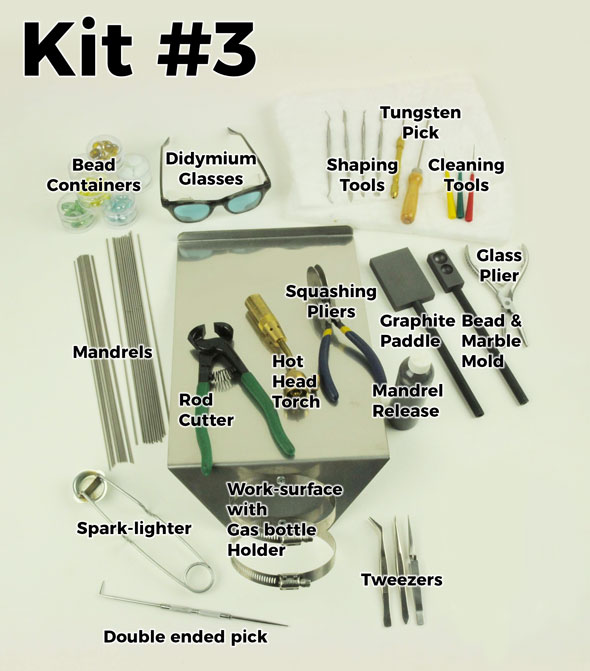 Kit #3
Tungsten
Pick
Bead
Containers
Didymium
Glasses
Shaping
Tools
Cleaning
Tools
Glass
Plier
Squashing
Pliers
Graphite
Paddle
Bead &
Marble
Mold
Mandrels
Hot
Head
Torch
Rod
Cutter
Mandrel
Release
Work-surface
with
Gas bottle
Holder
Spark-lighter
Tweezers
Double ended pick